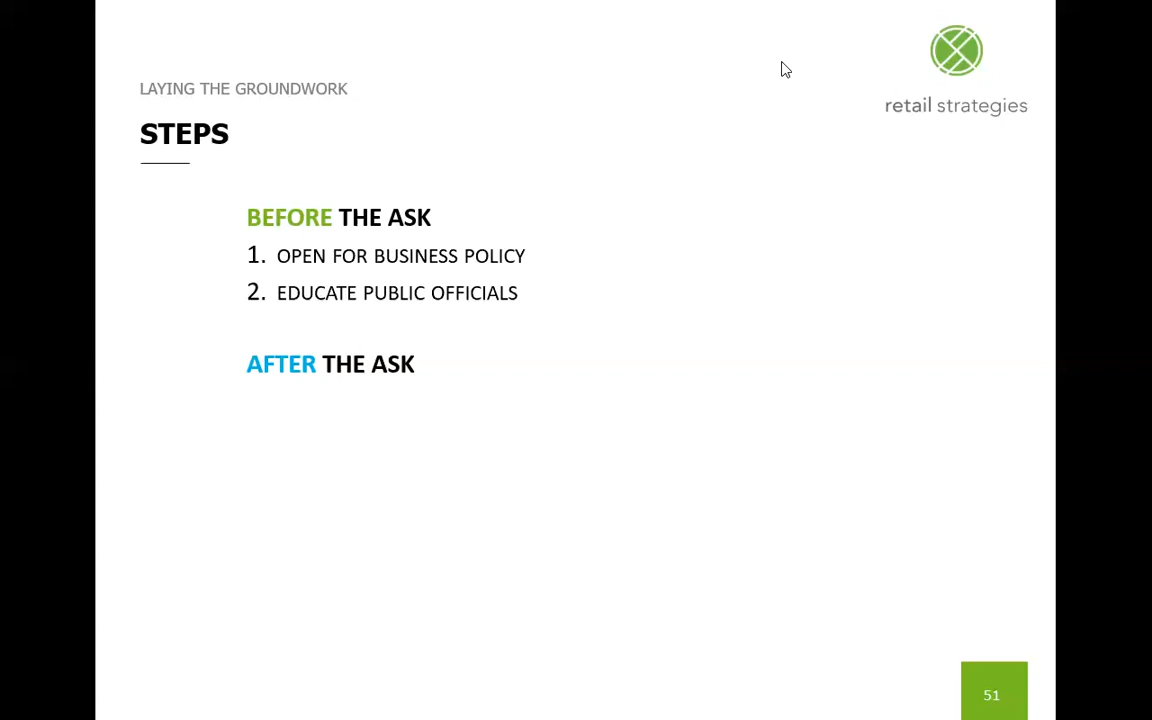 LAYING THE GROUNDWORK
STEPS
retail strategies
BEFORE THE ASK
1. OPEN FOR BUSINESS POLICY
2. EDUCATE PUBLIC OFFICIALS
AFTER THE ASK
51